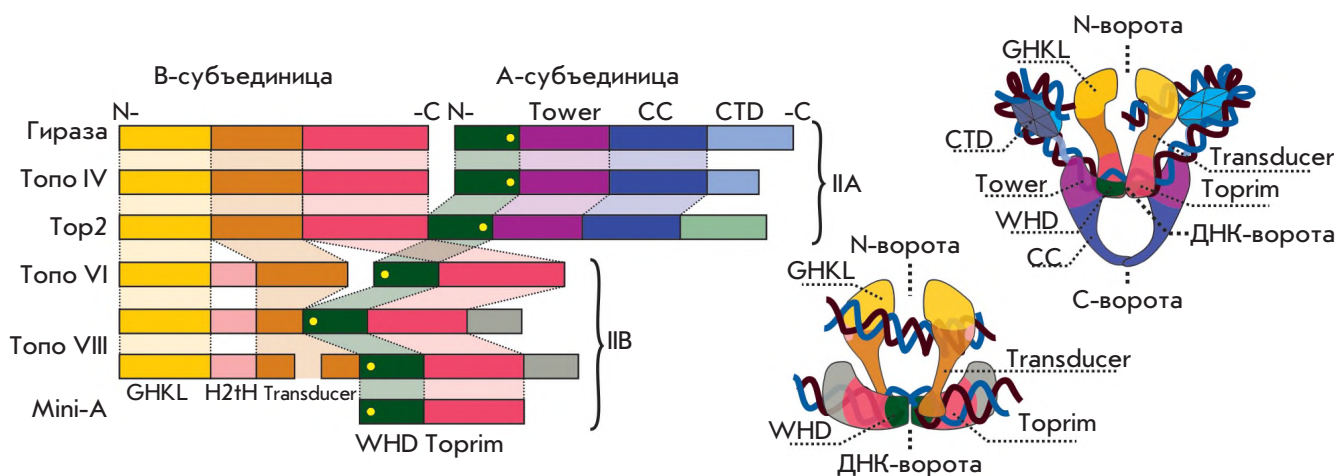 В-субъединица
А-субъединица
N-
-C
N-
Tower
CC
CTD
-C
Гираза
Топо IV
Top2
Топо VI
Топо VIII
Mini-A
GHKL
H2tH
Transducer
WHD
Toprim
IIA
IIB
N-ворота
GHKL
CTD
Transducer
Tower
Toprim
WHD
ДНК-ворота
CC
С-ворота
N-ворота
GHKL
Transducer
WHD
Toprim
ДНК-ворота